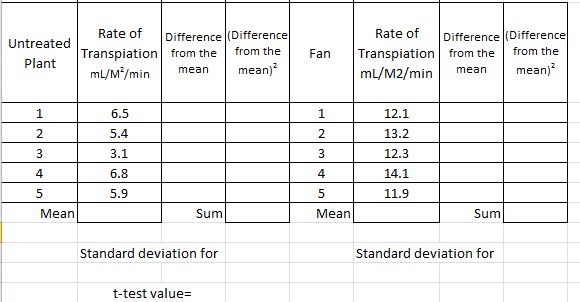 Untreated Plant | Rate of Transpiation mL/M²/min | Difference from the mean | (Difference from the mean)² | Fan | Rate of Transpiation mL/M2/min | Difference from the mean | (Difference from the mean)²
1 | 6.5 | | | 1 | 12.1 | | |
2 | 5.4 | | | 2 | 13.2 | | |
3 | 3.1 | | | 3 | 12.3 | | |
4 | 6.8 | | | 4 | 14.1 | | |
5 | 5.9 | | | 5 | 11.9 | | |
Mean | | Sum | | Mean | | Sum | |
Standard deviation for | Standard deviation for
t-test value=